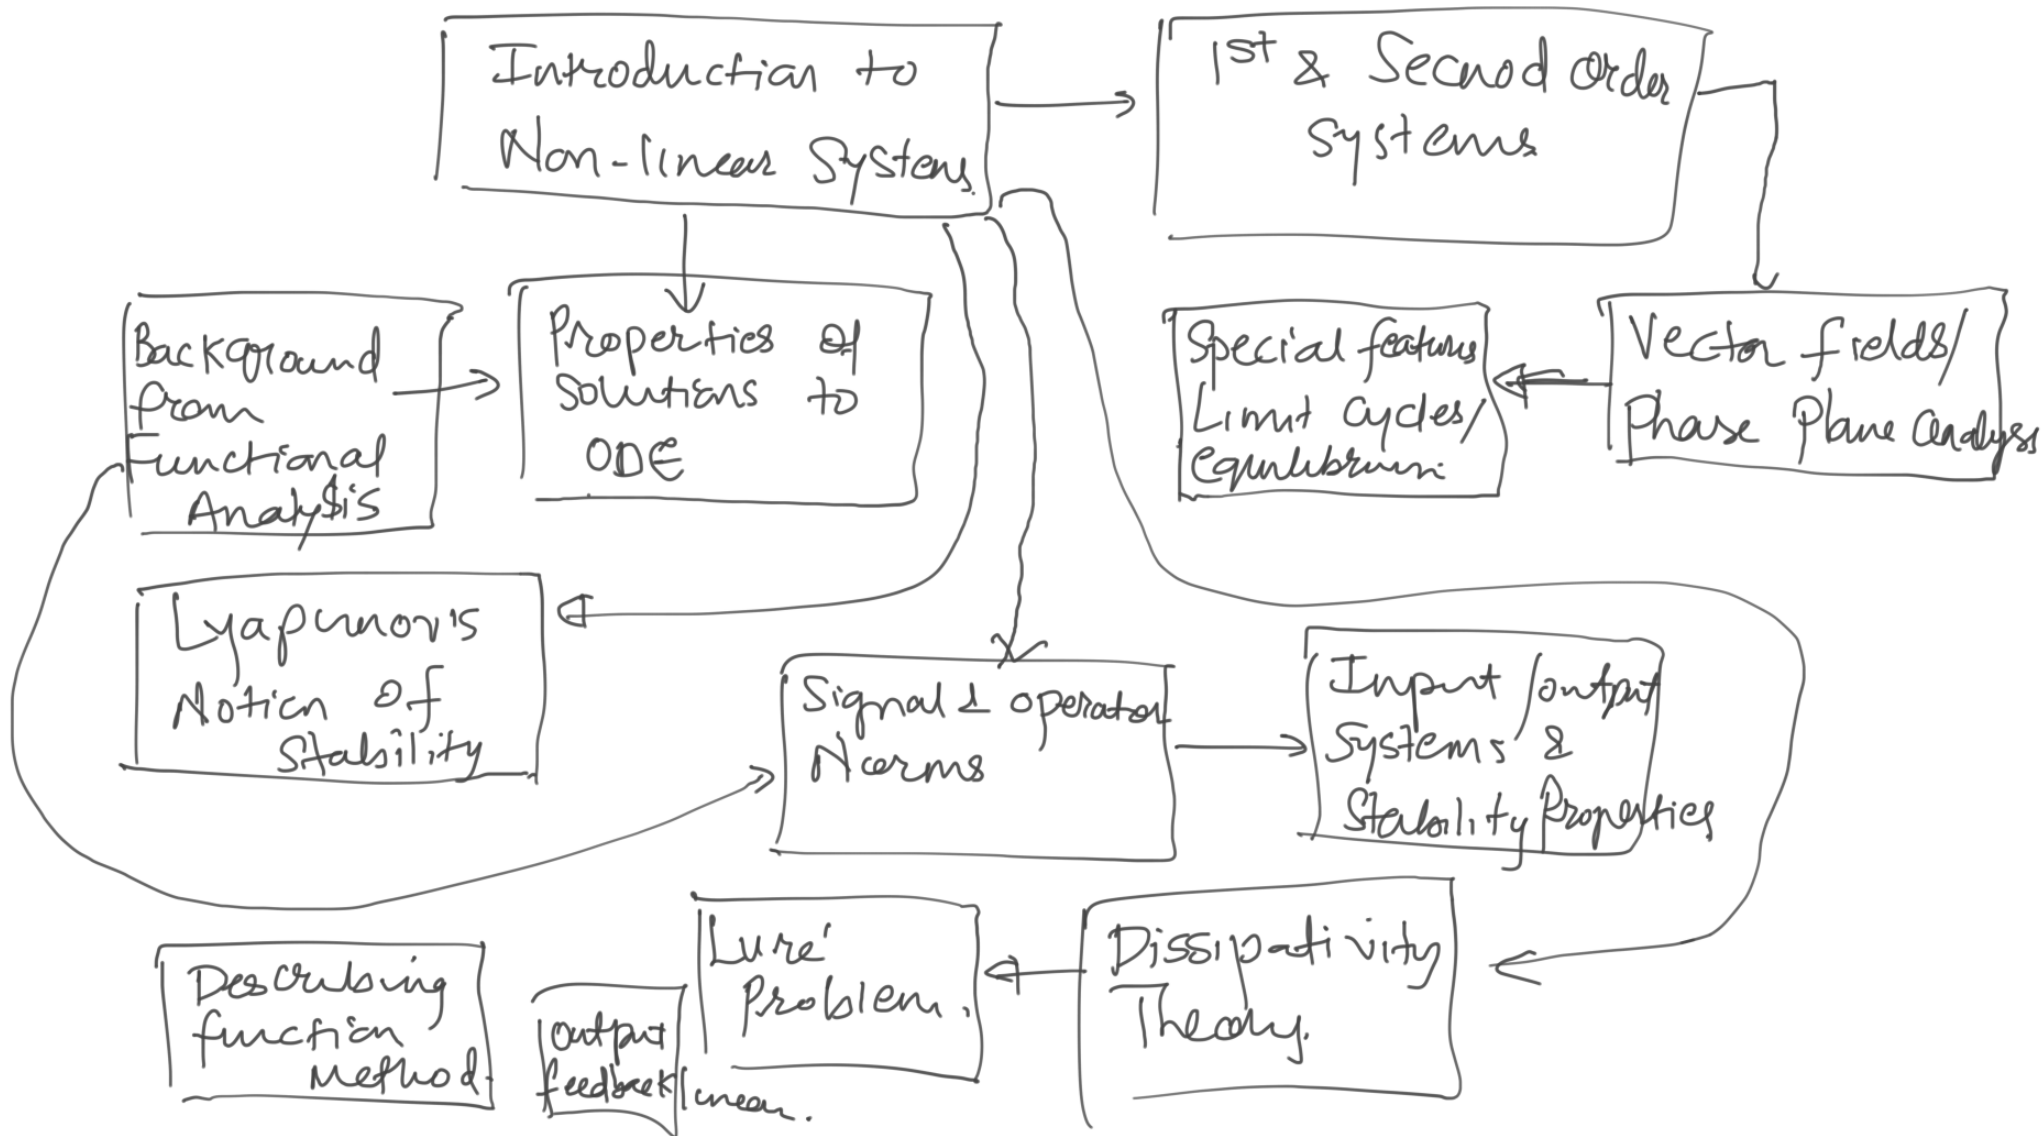 Introduction to
Non-linear Systems.
1st & Secnod order
Systems
Background
from
Functional
Analysis
Properties of
Solutions to
ODE
Special features
Limit Cycles/
equilibrium.
Vector fields/
Phase Plane analysis
Lyapunov's
Notion of
Stability
Signal & operator
Norms
Input/output
Systems &
Stability Properties
Describing
function
Method.
output
feedback linear.
Lure'
Problem.
Dissipativity
Theory.